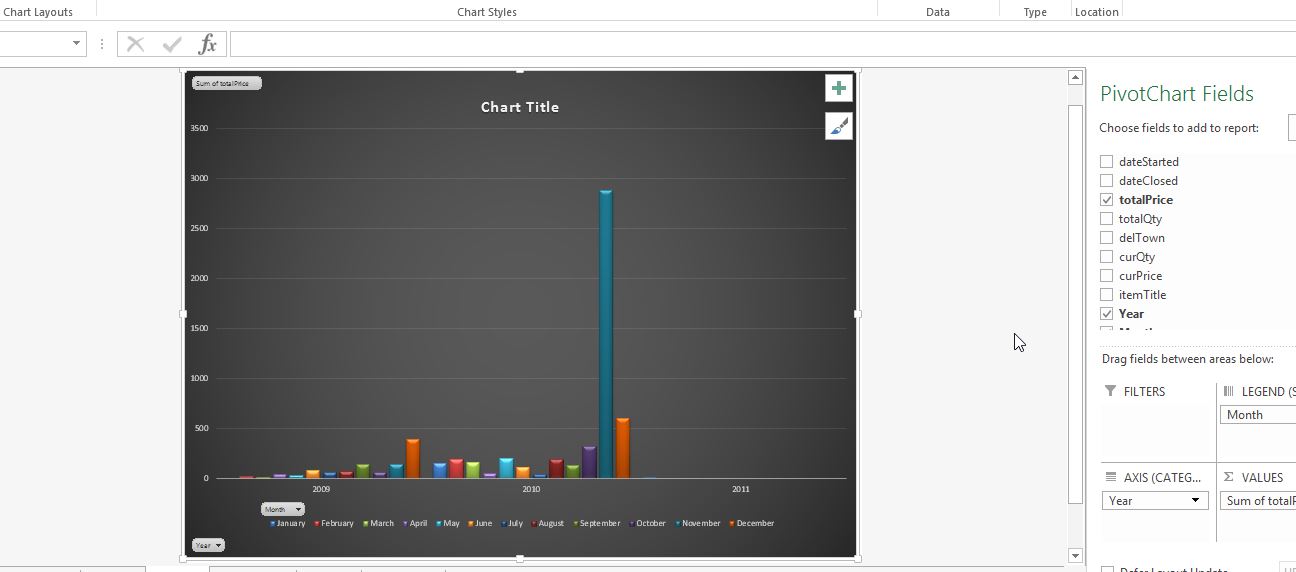 Chart Layouts Chart Styles Data Type Location
fx
Sum of totalPrice
Chart Title
3500
3000
2500
2000
1500
1000
500
0
2009 2010 2011
Month
January February March April May June July August September October November December
Year
PivotChart Fields
Choose fields to add to report:
dateStarted
dateClosed
totalPrice
totalQty
delTown
curQty
curPrice
itemTitle
Year
Drag fields between areas below:
FILTERS LEGEND (S
Month
AXIS (CATEG... Σ VALUES
Year Sum of totalP
Defer Layout Update